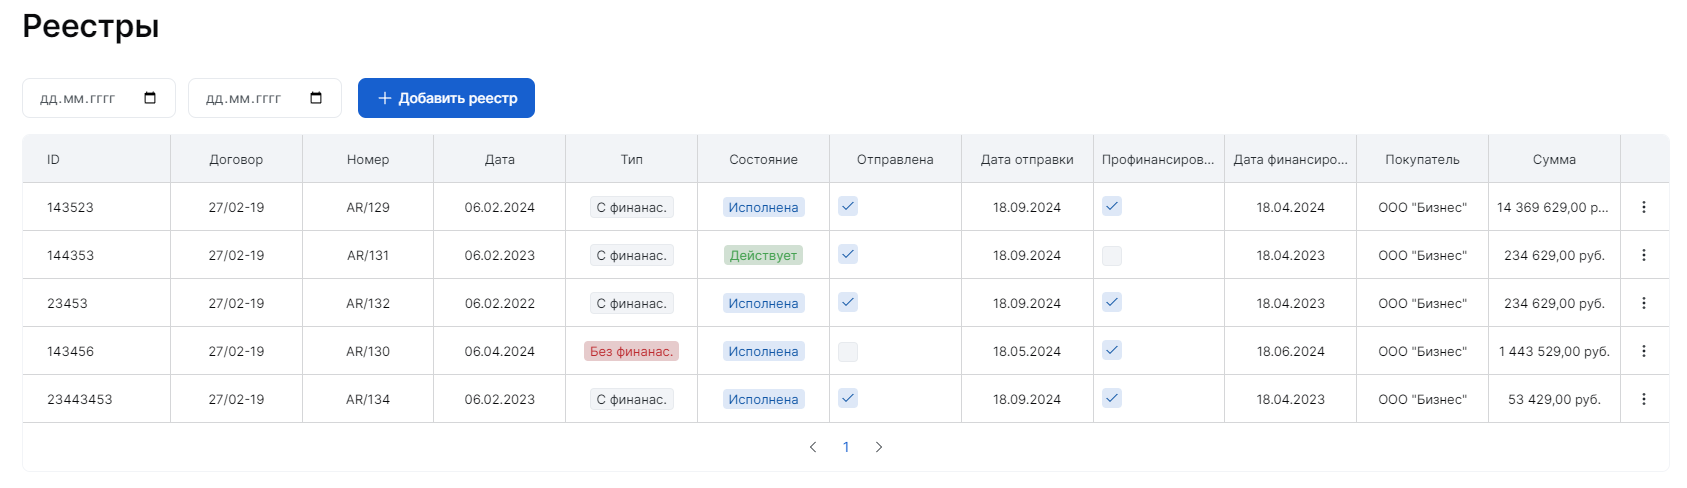 Реестры
дд.мм.гггг дд.мм.гггг + Добавить реестр
ID Договор Номер Дата Тип Состояние Отправлена Дата отправки Профинансиров... Дата финансиро... Покупатель Сумма
143523 27/02-19 AR/129 06.02.2024 С финанас. Исполнена 18.09.2024 18.04.2024 ООО "Бизнес" 14 369 629,00 р...
144353 27/02-19 AR/131 06.02.2023 С финанас. Действует 18.09.2024 18.04.2023 ООО "Бизнес" 234 629,00 руб.
23453 27/02-19 AR/132 06.02.2022 С финанас. Исполнена 18.09.2024 18.04.2023 ООО "Бизнес" 234 629,00 руб.
143456 27/02-19 AR/130 06.04.2024 Без финанас. Исполнена 18.05.2024 18.06.2024 ООО "Бизнес" 1 443 529,00 руб.
23443453 27/02-19 AR/134 06.02.2023 С финанас. Исполнена 18.09.2024 18.04.2023 ООО "Бизнес" 53 429,00 руб.
1